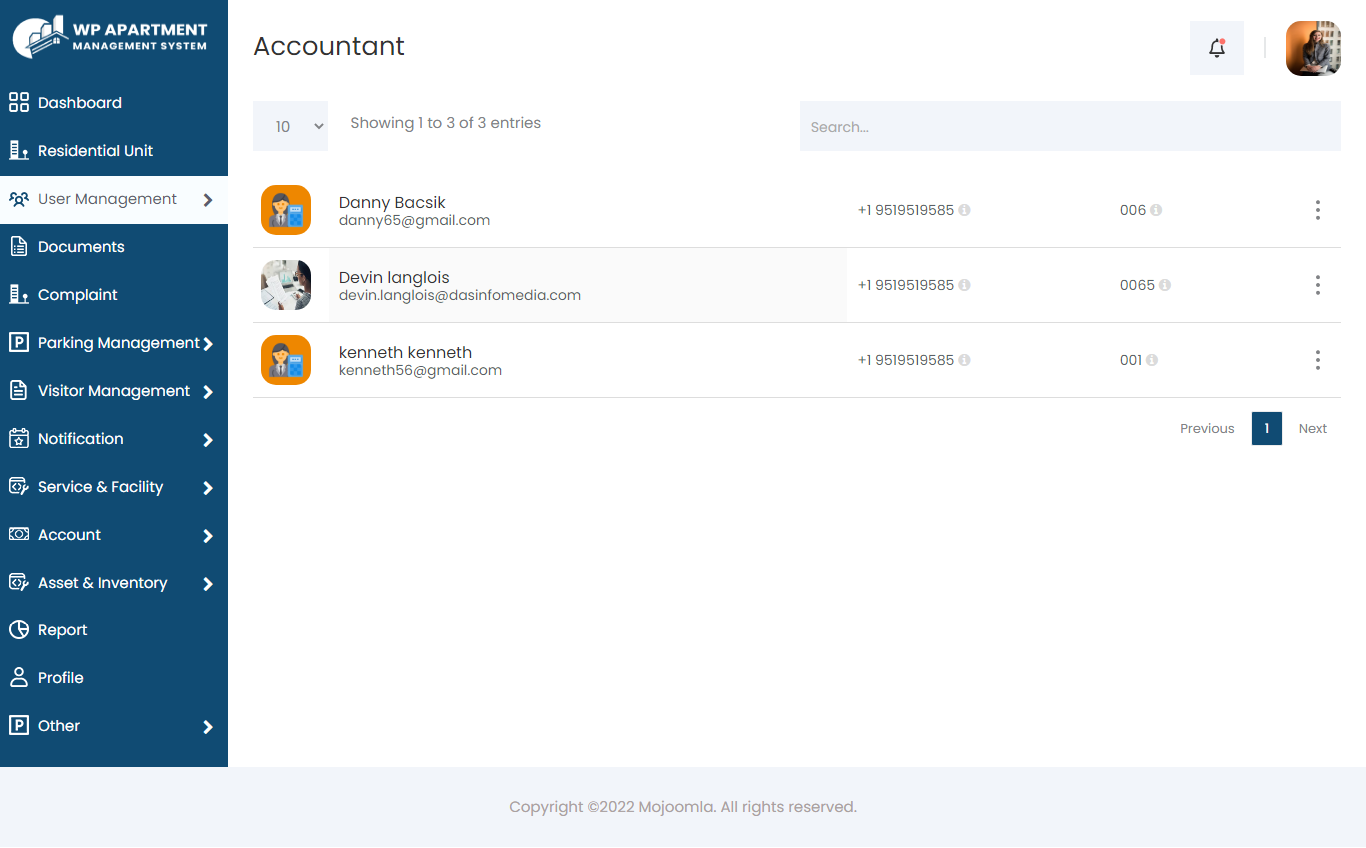 WP APARTMENT
MANAGEMENT SYSTEM
Dashboard
Residential Unit
User Management
Documents
Complaint
Parking Management
Visitor Management
Notification
Service & Facility
Account
Asset & Inventory
Report
Profile
Other
Accountant
10
Showing 1 to 3 of 3 entries
Search...
Danny Bacsik
danny65@gmail.com
+1 9519519585
006
Devin langlois
devin.langlois@dasinfomedia.com
+1 9519519585
0065
kenneth kenneth
kenneth56@gmail.com
+1 9519519585
001
Previous
1
Next
Copyright ©2022 Mojoomla. All rights reserved.